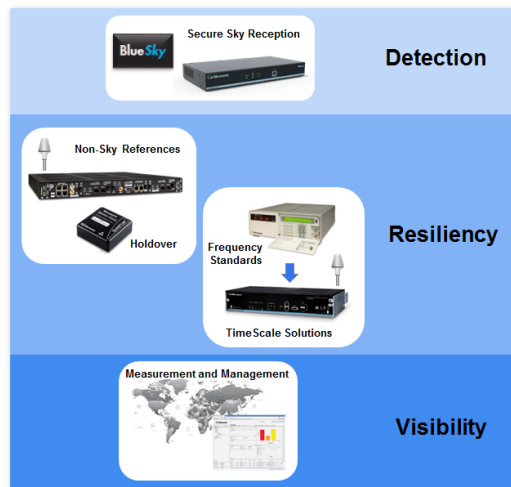 BlueSky
Secure Sky Reception
Detection
Non-Sky References
Holdover
Resiliency
Frequency
Standards
TimeScale Solutions
Measurement and Management
Visibility